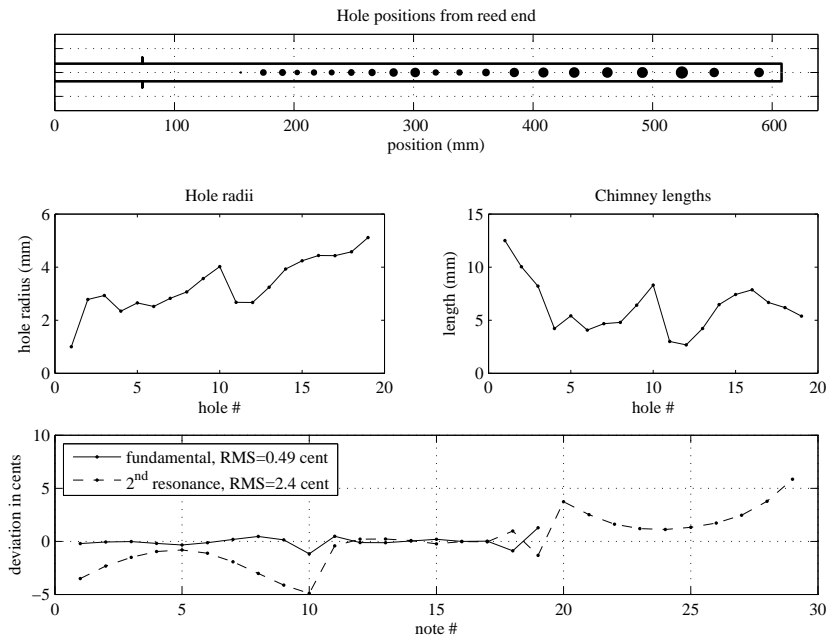 Hole positions from reed end
0 100 200 300 400 500 600
position (mm)
Hole radii
hole radius (mm)
6
4
2
0
0 5 10 15 20
hole #
Chimney lengths
length (mm)
15
10
5
0
0 5 10 15 20
hole #
deviation in cents
10
5
0
−5
fundamental, RMS=0.49 cent
2nd resonance, RMS=2.4 cent
0 5 10 15 20 25 30
note #